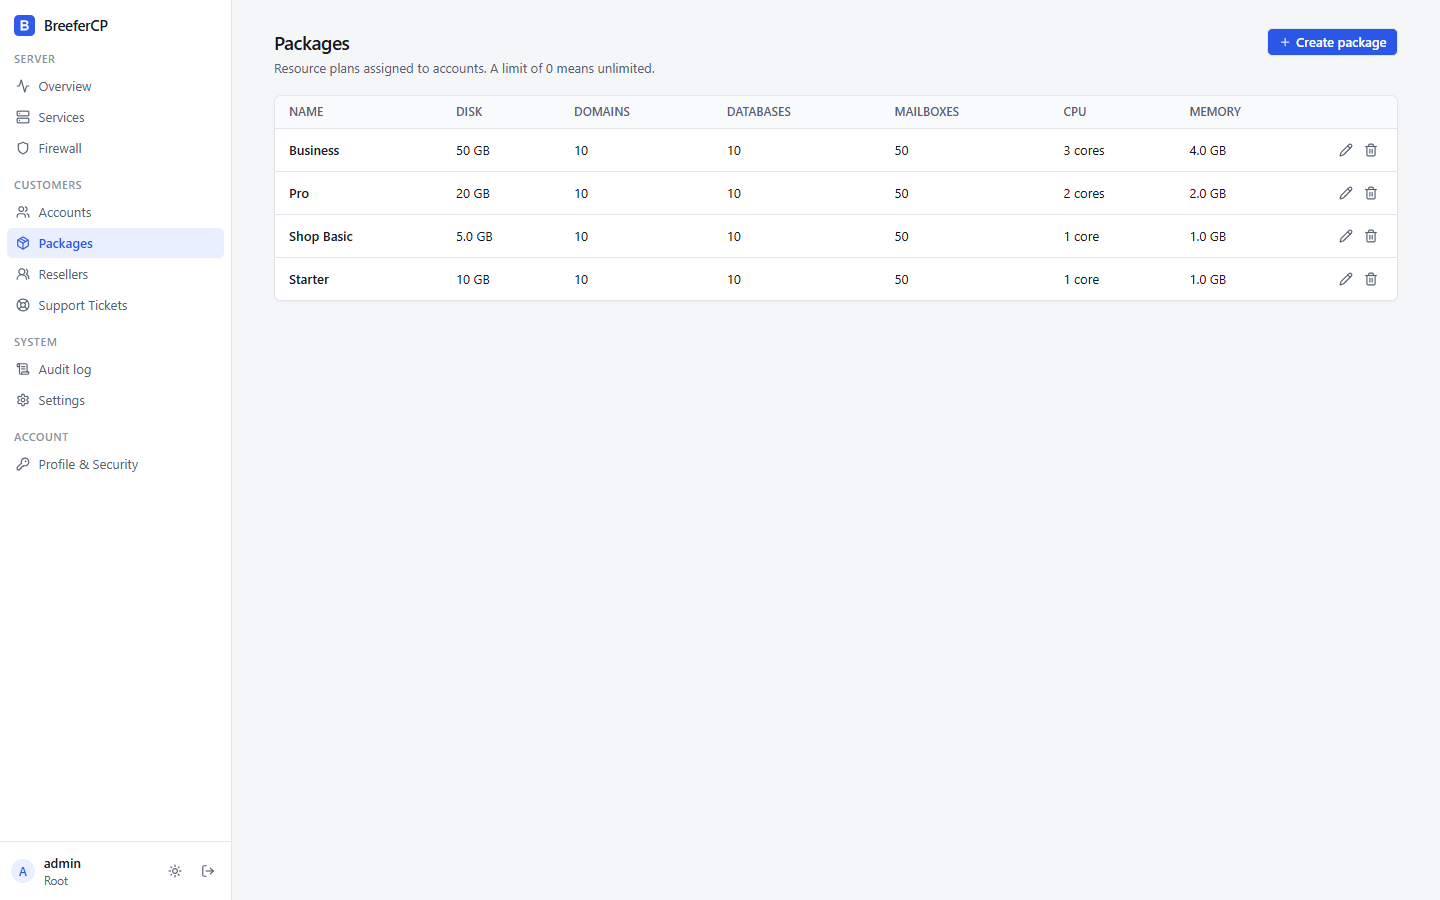 B BreeferCP
SERVER
Overview
Services
Firewall
CUSTOMERS
Accounts
Packages
Resellers
Support Tickets
SYSTEM
Audit log
Settings
ACCOUNT
Profile & Security
A admin
Root
Packages
Resource plans assigned to accounts. A limit of 0 means unlimited.
+ Create package
NAME DISK DOMAINS DATABASES MAILBOXES CPU MEMORY
Business 50 GB 10 10 50 3 cores 4.0 GB
Pro 20 GB 10 10 50 2 cores 2.0 GB
Shop Basic 5.0 GB 10 10 50 1 core 1.0 GB
Starter 10 GB 10 10 50 1 core 1.0 GB